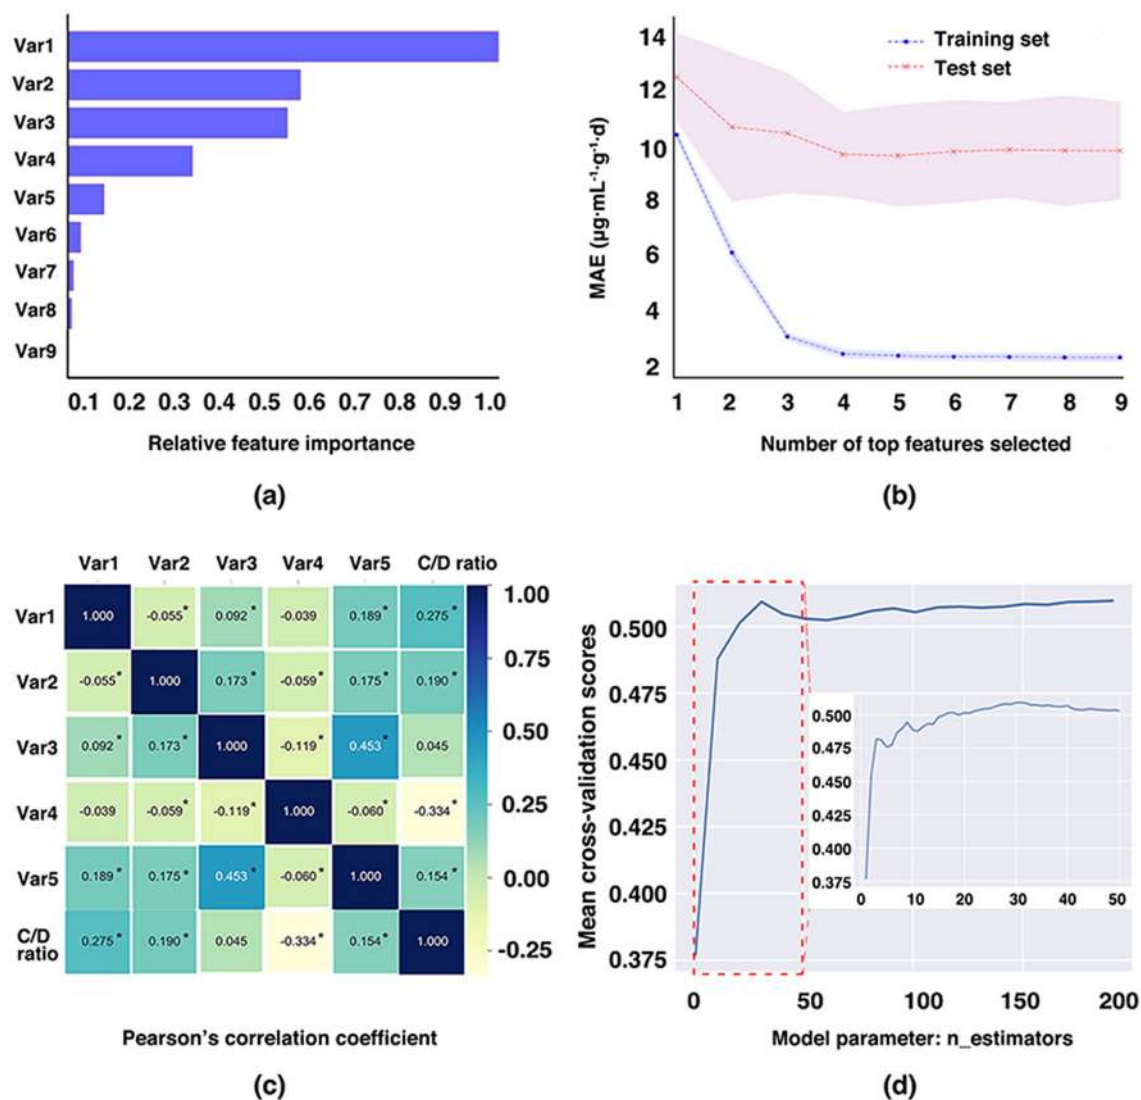 Var1
Var2
Var3
Var4
Var5
Var6
Var7
Var8
Var9
0.1 0.2 0.3 0.4 0.5 0.6 0.7 0.8 0.9 1.0
Relative feature importance
(a)
MAE (µg·mL⁻¹·g⁻¹·d)
14
12
10
8
6
4
2
Training set
Test set
1 2 3 4 5 6 7 8 9
Number of top features selected
(b)
Var1 Var2 Var3 Var4 Var5 C/D ratio
Var1 1.000 -0.055* 0.092* -0.039 0.189* 0.275*
Var2 -0.055* 1.000 0.173* -0.059* 0.175* 0.190*
Var3 0.092* 0.173* 1.000 -0.119* 0.453* 0.045
Var4 -0.039 -0.059* -0.119* 1.000 -0.060* -0.334*
Var5 0.189* 0.175* 0.453* -0.060* 1.000 0.154*
C/D
ratio 0.275* 0.190* 0.045 -0.334* 0.154* 1.000
1.00
0.75
0.50
0.25
0.00
-0.25
Pearson's correlation coefficient
(c)
Mean cross-validation scores
0.500
0.475
0.450
0.425
0.400
0.375
0 50 100 150 200
0.500
0.475
0.450
0.425
0.400
0.375
0 10 20 30 40 50
Model parameter: n_estimators
(d)